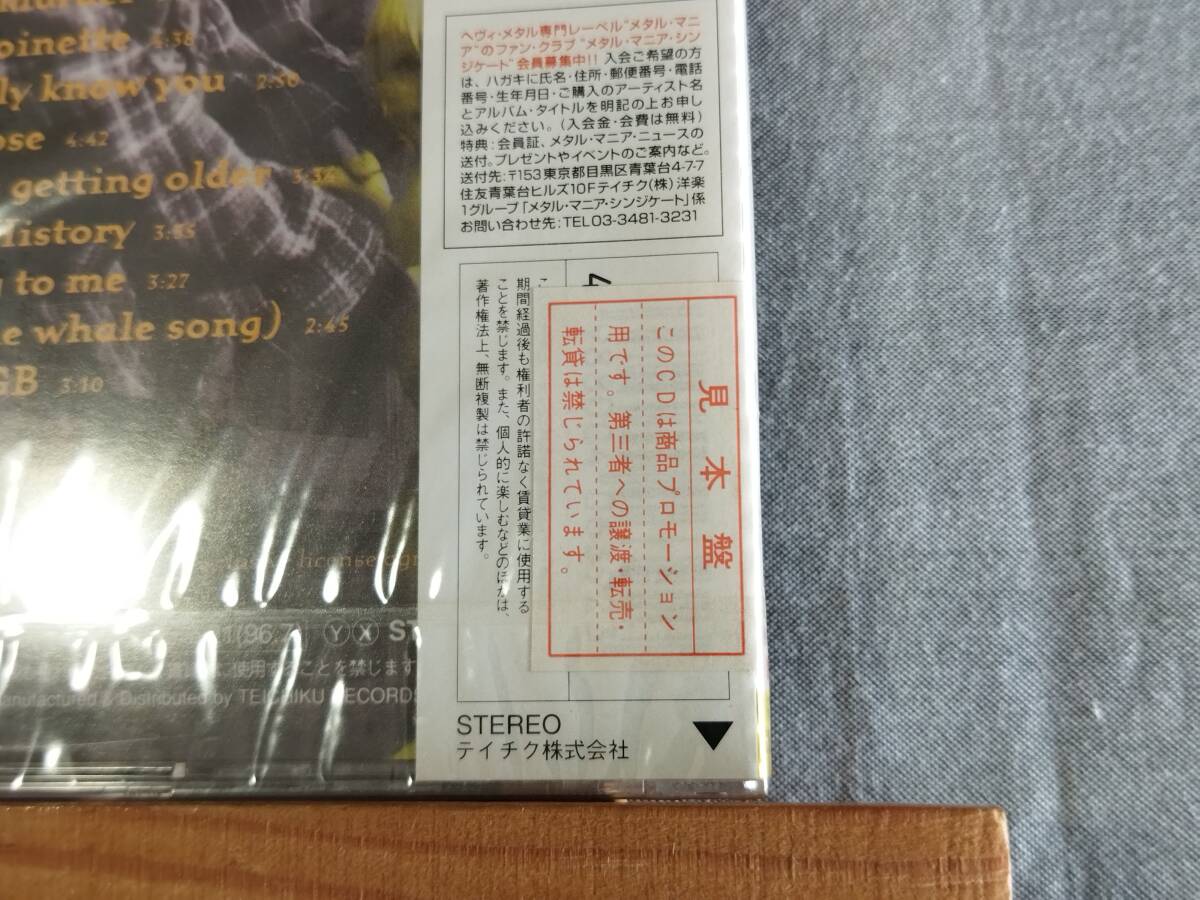 oinette 4:38
ly know you 2:50
ose 4:42
getting older 3:34
History 3:35
to me 3:27
whale song) 2:45
GB 3:10
license
(96.7) Ⓨ Ⓧ ST
使用することを禁じます
Manufactured & Distributed by TEICHIKU RECORDS
ヘヴィ・メタル専門レーベル"メタル・マニ
ア"のファン・クラブ"メタル・マニア・シン
ジケート"会員募集中!! 入会ご希望の方
は、ハガキに氏名・住所・郵便番号・電話
番号・生年月日・ご購入のアーティスト名
とアルバム・タイトルを明記の上お申し
込みください。(入会金・会費は無料)
特典:会員証、メタル・マニア・ニュースの
送付。プレゼントやイベントのご案内など。
送付先:〒153東京都目黒区青葉台4-7-7
住友青葉台ヒルズ10Fテイチク(株)洋楽
1グループ「メタル・マニア・シンジケート」係
お問い合わせ先:TEL03-3481-3231
4
こ
期間経過後も権利者の許諾なく賃貸業に使用する
ことを禁じます。また、個人的に楽しむなどのほかは、
著作権法上、無断複製は禁じられています。
見本盤
このCDは商品プロモーション
用です。第三者への譲渡・転売・
転貸は禁じられています。
STEREO
テイチク株式会社